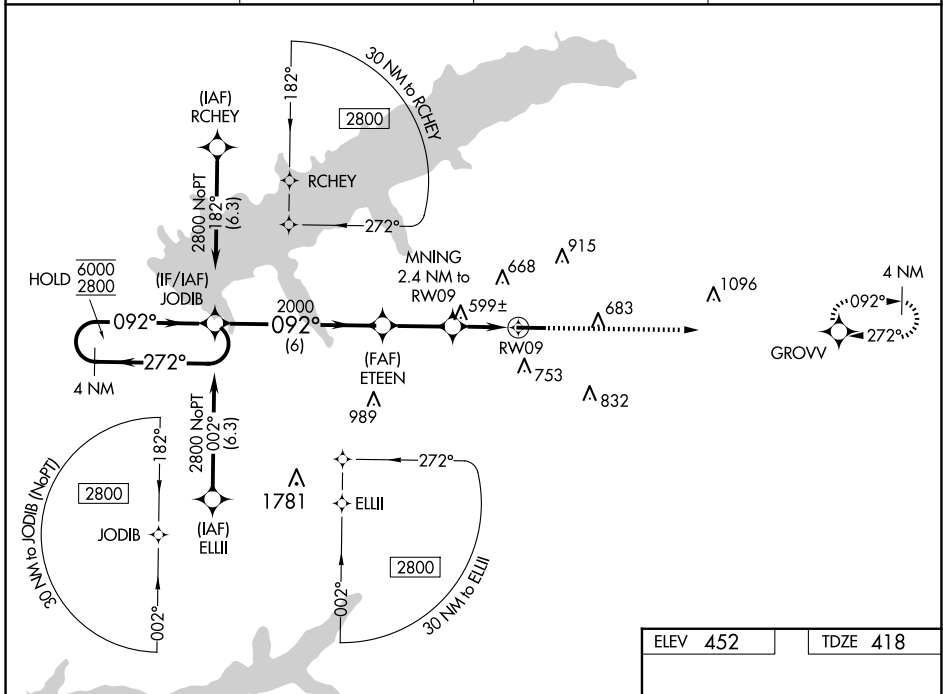 30 NM to RCHEY
182°
2800
RCHEY
272°
(IAF)
RCHEY
2800 NoPT
182°
(6.3)
HOLD
6000
2800
(IF/IAF)
JODIB
092°
272°
4 NM
2000
092°
(6)
MNING
2.4 NM to
RW09
599±
668
915
683
1096
4 NM
092°
272°
GROVV
RW09
(FAF)
ETEEN
989
753
832
2800 NoPT
002°
(6.3)
(IAF)
ELLII
1781
30 NM to JODIB (NoPT)
182°
2800
JODIB
002°
272°
ELLII
2800
002°
30 NM to ELLII
ELEV 452
TDZE 418